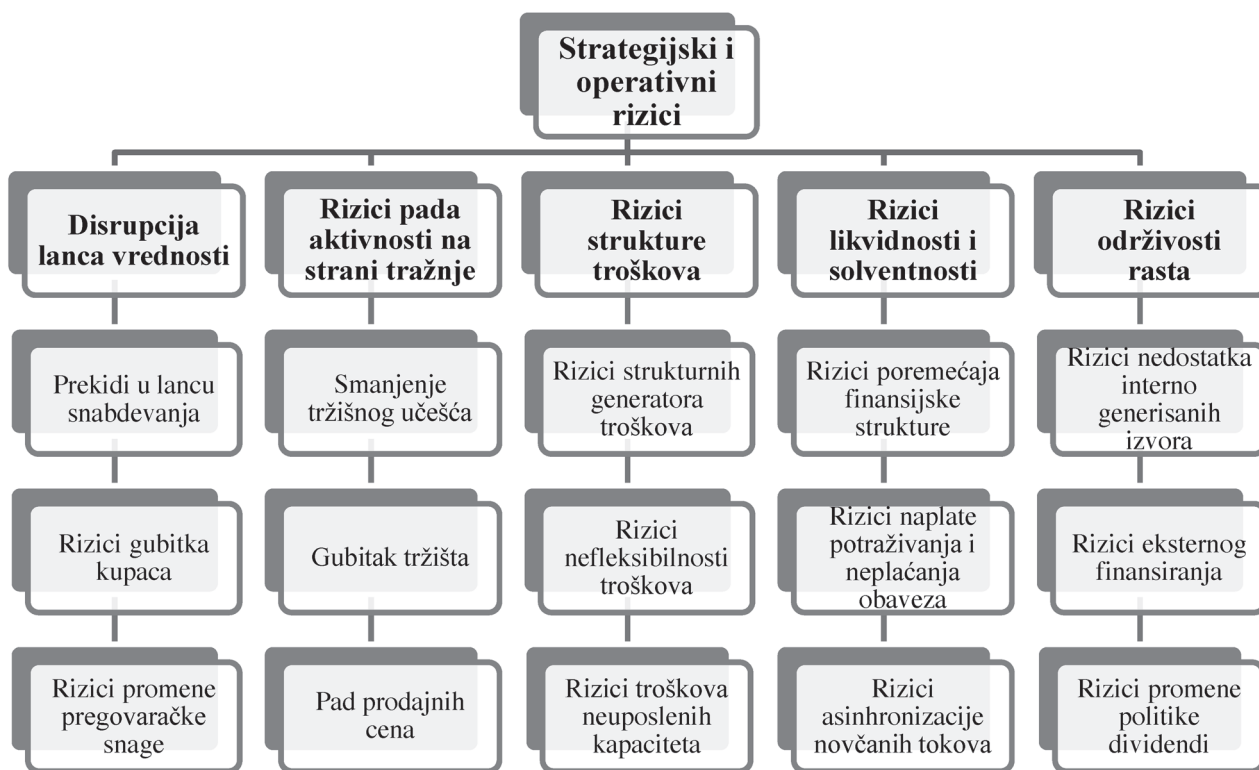 Strategijski i
operativni
rizici
Disrupcija
lanca vrednosti
Rizici pada
aktivnosti na
strani tražnje
Rizici
strukture
troškova
Rizici
likvidnosti i
solventnosti
Rizici
održivosti
rasta
Prekidi u lancu
snabdevanja
Smanjenje
tržišnog učešća
Rizici strukturnih
generatora
troškova
Rizici poremećaja
finansijske
strukture
Rizici nedostatka
interno
generisanih
izvora
Rizici gubitka
kupaca
Gubitak tržišta
Rizici
nefleksibilnosti
troškova
Rizici naplate
potraživanja i
neplaćanja
obaveza
Rizici eksternog
finansiranja
Rizici promene
pregovaračke
snage
Pad prodajnih
cena
Rizici troškova
neuposlenih
kapaciteta
Rizici
asinhronizacije
novčanih tokova
Rizici promene
politike
dividendi